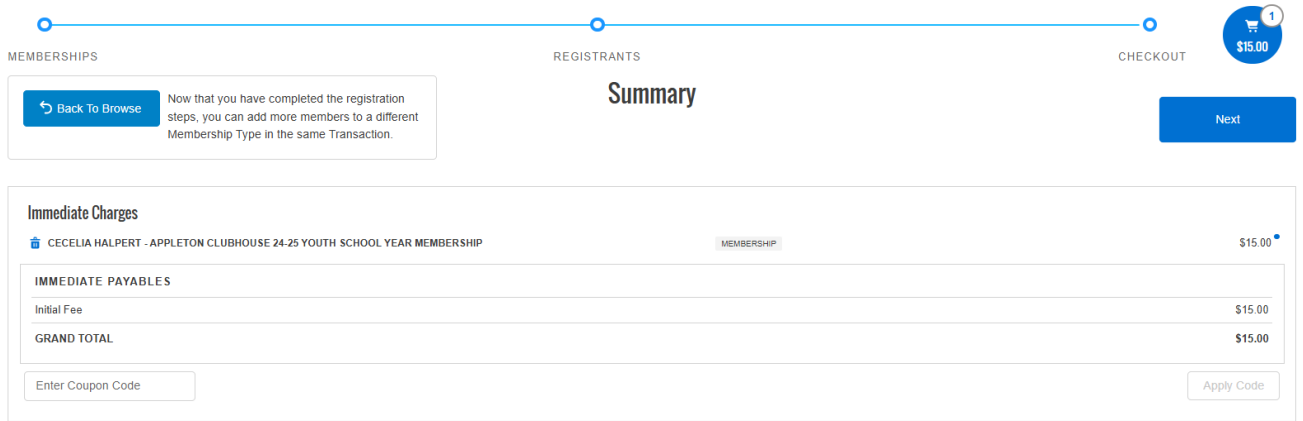 1
$15.00
MEMBERSHIPS
REGISTRANTS
CHECKOUT
Back To Browse
Now that you have completed the registration
steps, you can add more members to a different
Membership Type in the same Transaction.
Summary
Next
Immediate Charges
CECELIA HALPERT - APPLETON CLUBHOUSE 24-25 YOUTH SCHOOL YEAR MEMBERSHIP
MEMBERSHIP
$15.00
IMMEDIATE PAYABLES
Initial Fee
$15.00
GRAND TOTAL
$15.00
Enter Coupon Code
Apply Code